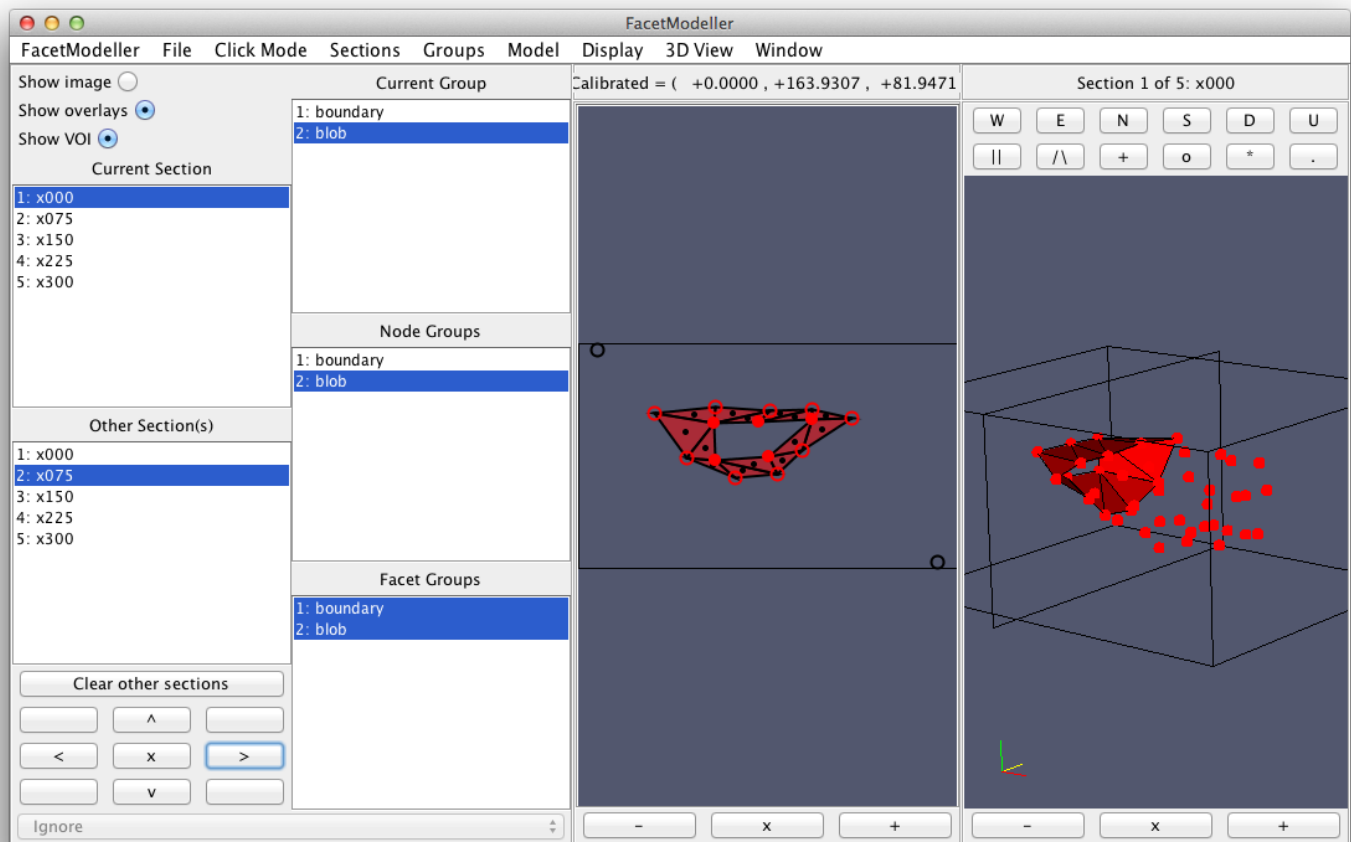 FacetModeller
FacetModeller File Click Mode Sections Groups Model Display 3D View Window
Show image
Show overlays
Show VOI
Current Section
1: x000
2: x075
3: x150
4: x225
5: x300
Other Section(s)
1: x000
2: x075
3: x150
4: x225
5: x300
Clear other sections
^
< x >
v
Ignore
Current Group
1: boundary
2: blob
Node Groups
1: boundary
2: blob
Facet Groups
1: boundary
2: blob
Calibrated = ( +0.0000 , +163.9307 , +81.9471
- x +
Section 1 of 5: x000
W E N S D U
|| /\ + o * .
- x +